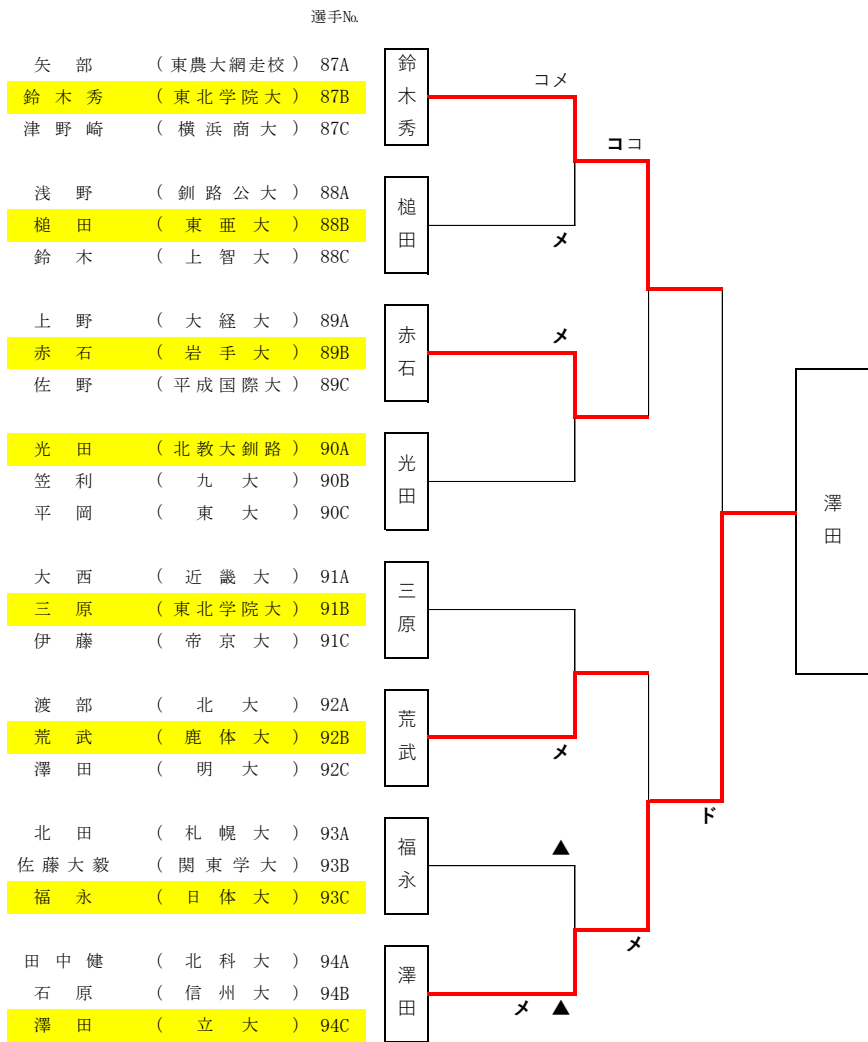 選手№
矢部 (東農大網走校) 87A
鈴木秀 (東北学院大) 87B
津野崎 (横浜商大) 87C
鈴木秀
コメ
ココ
浅野 (釧路公大) 88A
槌田 (東亜大) 88B
鈴木 (上智大) 88C
槌田
メ
上野 (大経大) 89A
赤石 (岩手大) 89B
佐野 (平成国際大) 89C
赤石
メ
光田 (北教大釧路) 90A
笠利 (九大) 90B
平岡 (東大) 90C
光田
澤田
大西 (近畿大) 91A
三原 (東北学院大) 91B
伊藤 (帝京大) 91C
三原
渡部 (北大) 92A
荒武 (鹿体大) 92B
澤田 (明大) 92C
荒武
メ
ド
北田 (札幌大) 93A
佐藤大毅 (関東学大) 93B
福永 (日体大) 93C
福永
▲
メ
田中健 (北科大) 94A
石原 (信州大) 94B
澤田 (立大) 94C
澤田
メ ▲